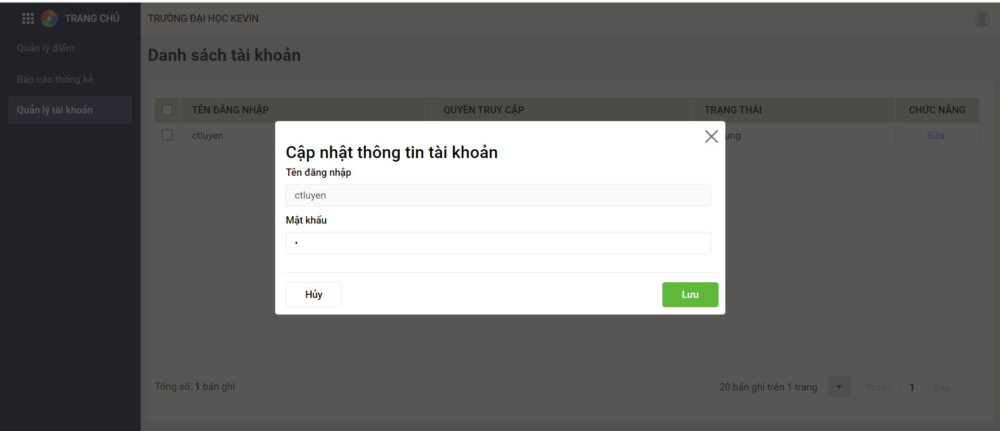 TRANG CHỦ
TRƯỜNG ĐẠI HỌC KEVIN
Quản lý điểm
Báo cáo thống kê
Quản lý tài khoản
Danh sách tài khoản
TÊN ĐĂNG NHẬP QUYỀN TRUY CẬP TRẠNG THÁI CHỨC NĂNG
ctluyen Sửa
Cập nhật thông tin tài khoản
Tên đăng nhập
ctluyen
Mật khẩu
•
Hủy Lưu
Tổng số: 1 bản ghi
20 bản ghi trên 1 trang Trước 1 Sau